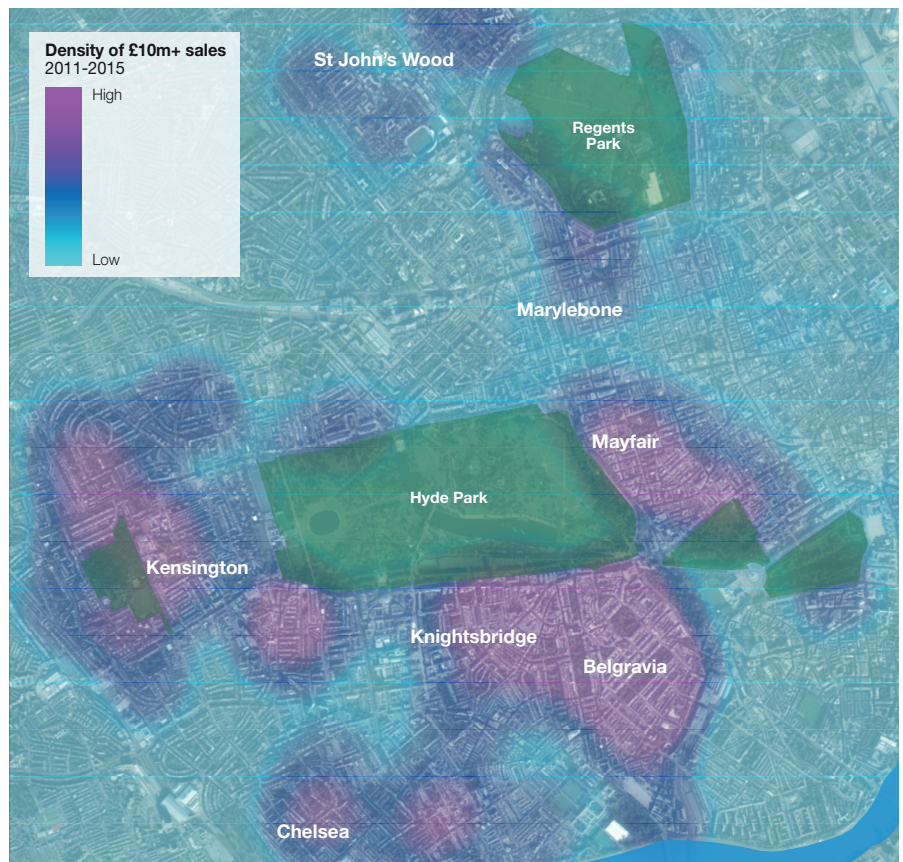 Density of £10m+ sales
2011-2015
High
Low
St John's Wood
Regents
Park
Marylebone
Mayfair
Hyde Park
Kensington
Knightsbridge
Belgravia
Chelsea